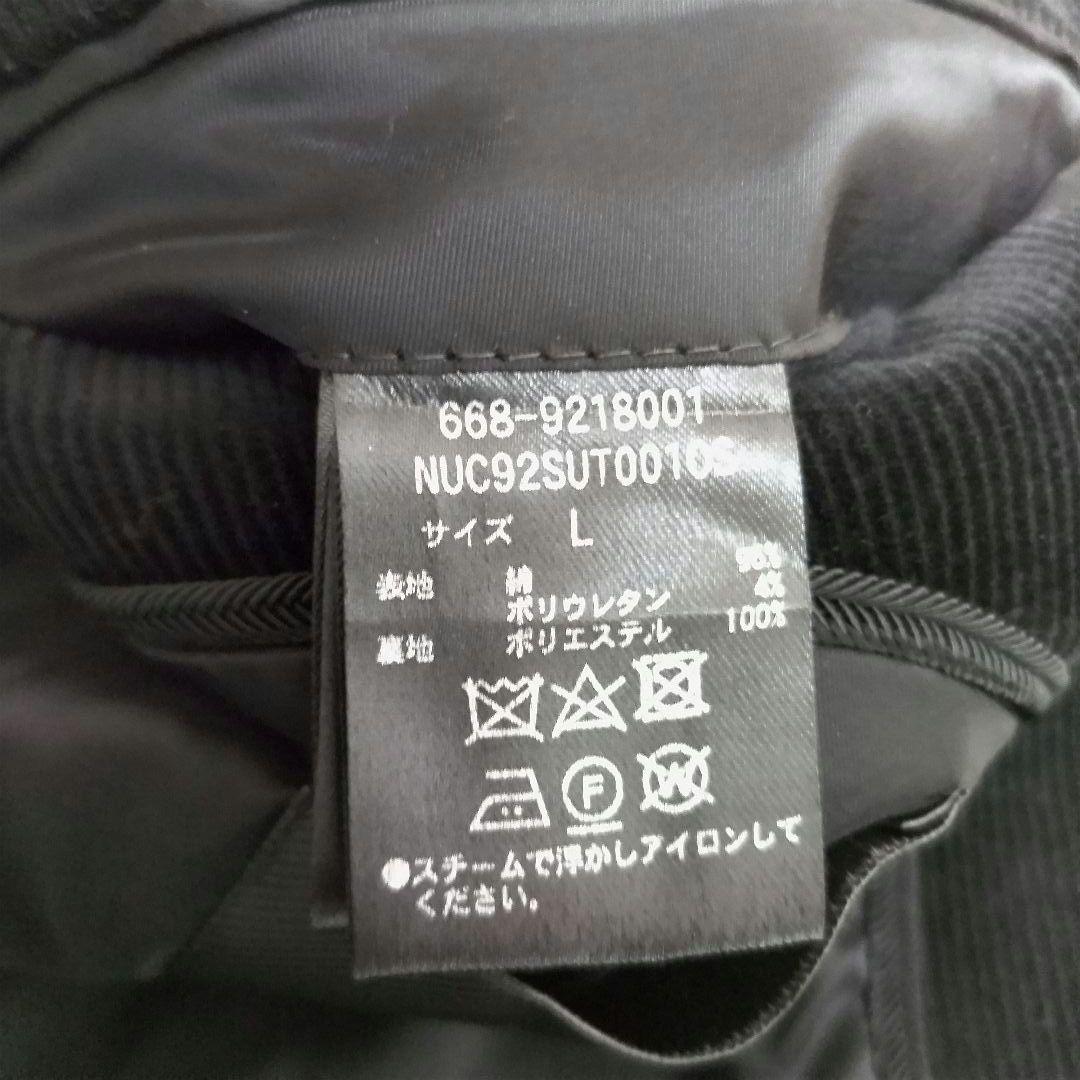 668-9218001
NUC92SUT0010S
サイズ L
表地 綿 96%
ポリウレタン 4%
裏地 ポリエステル 100%
F W
●スチームで浮かしアイロンして
ください。